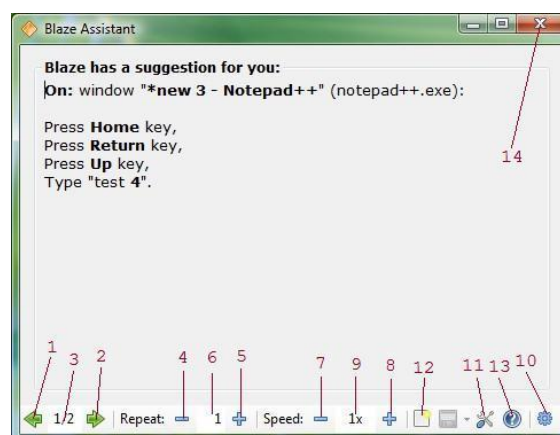 Blaze Assistant
Blaze has a suggestion for you:
On: window "*new 3 - Notepad++" (notepad++.exe):
Press Home key,
Press Return key,
Press Up key,
Type "test 4".
14
1 3 2 4 6 5 7 9 8 12 11 13 10
1/2 Repeat: 1 Speed: 1x